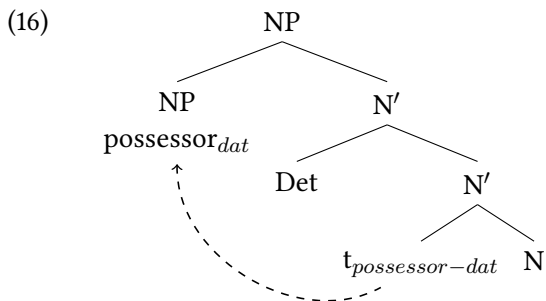 (16) NP
NP N′
possessor_dat
Det N′
t_possessor−dat N